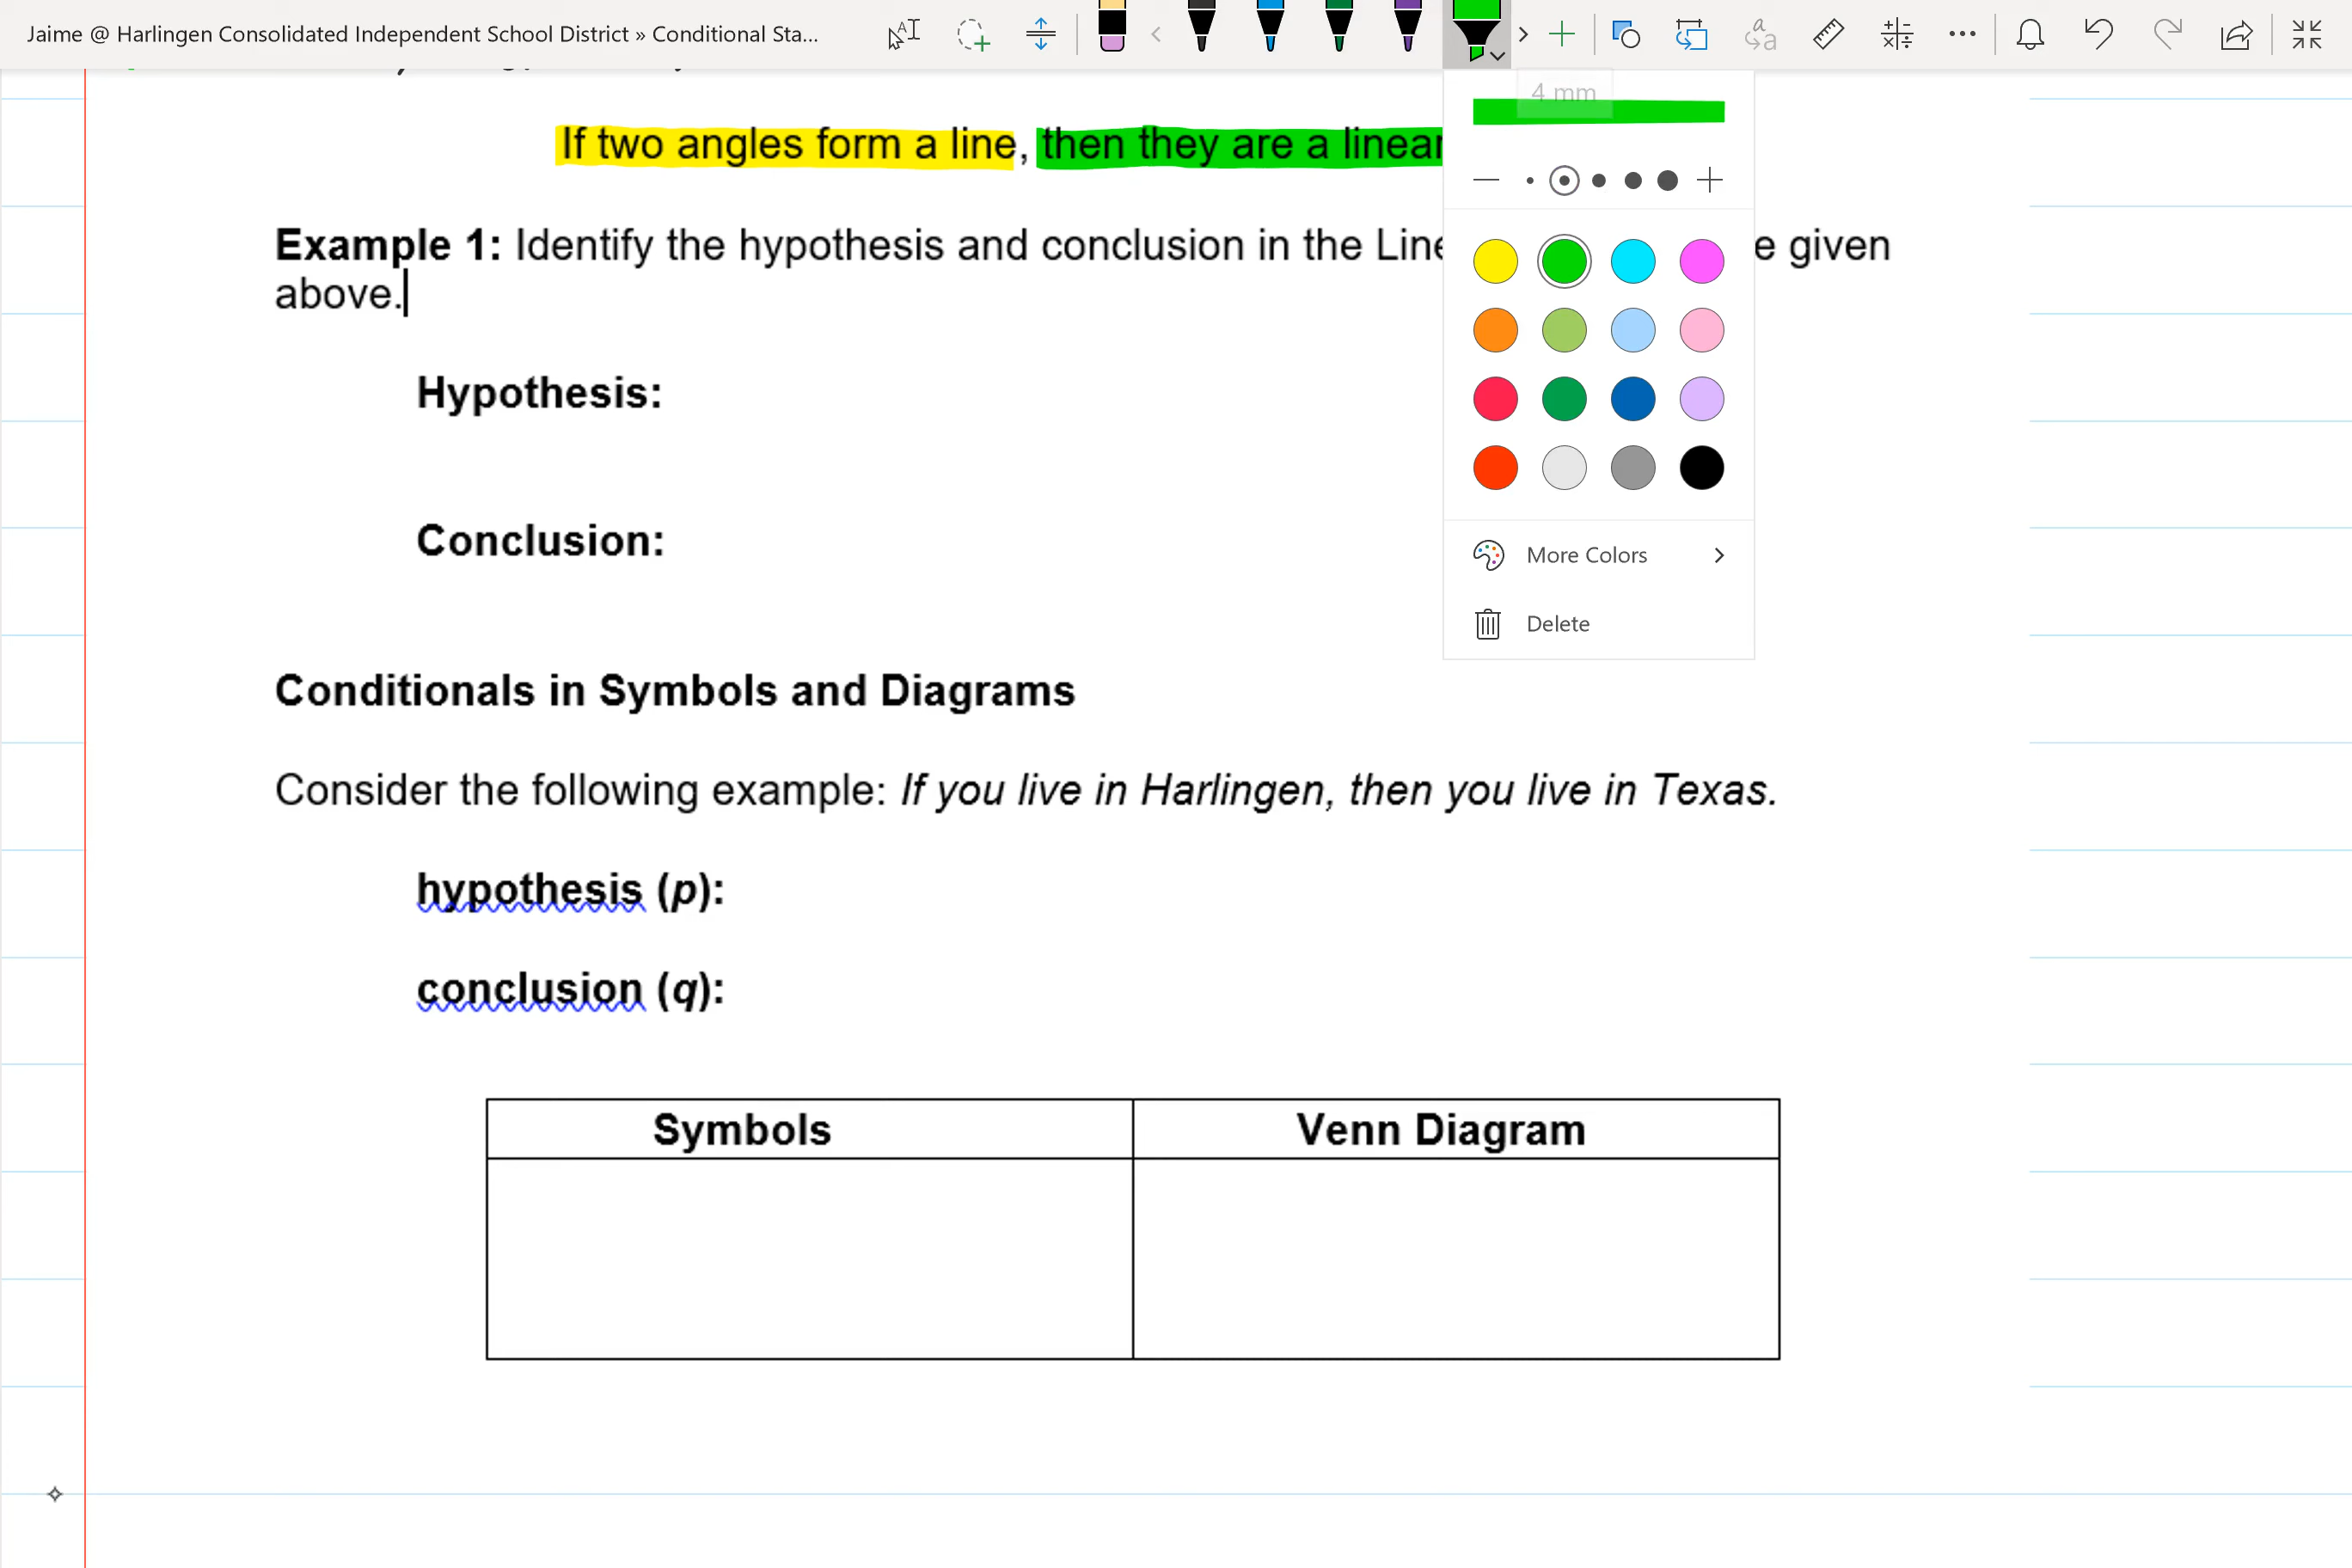 Jaime @ Harlingen Consolidated Independent School District » Conditional Sta...
4 mm
If two angles form a line, then they are a linear
Example 1: Identify the hypothesis and conclusion in the Line e given
above.
Hypothesis:
Conclusion:
More Colors
Delete
Conditionals in Symbols and Diagrams
Consider the following example: If you live in Harlingen, then you live in Texas.
hypothesis (p):
conclusion (q):
Symbols Venn Diagram